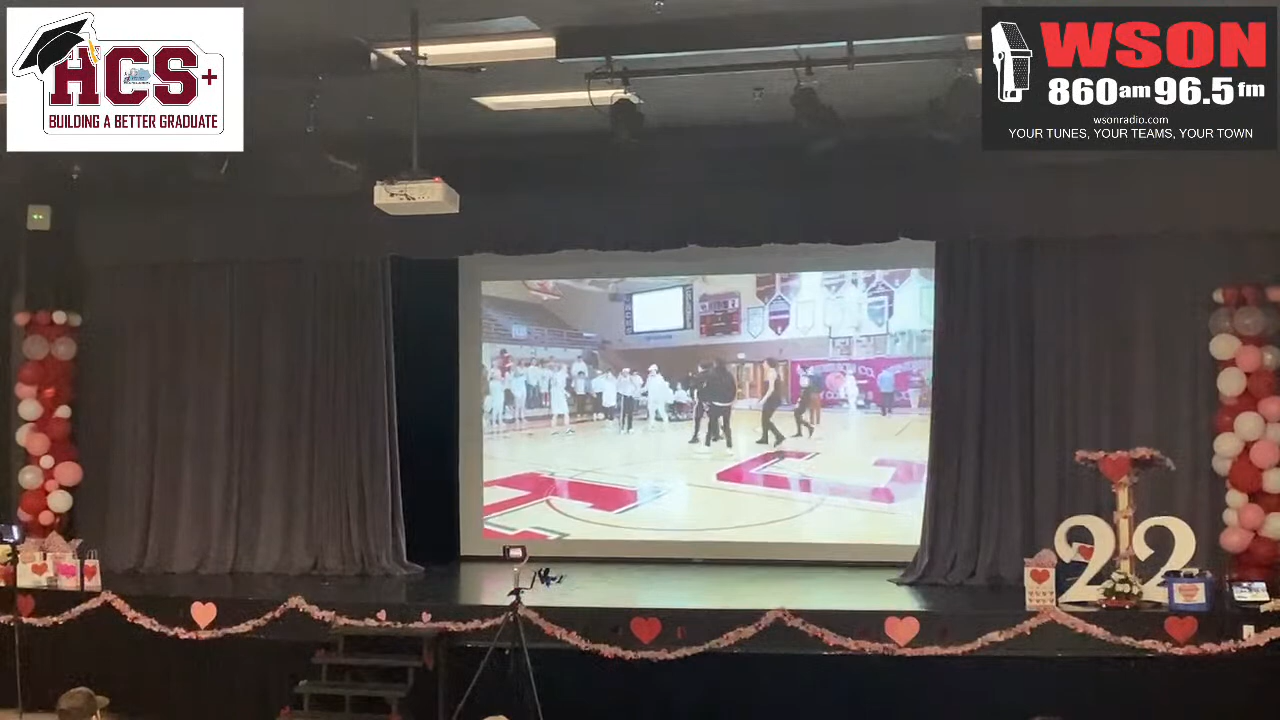 HCS+
BUILDING A BETTER GRADUATE
WSON
860am 96.5fm
wsonradio.com
YOUR TUNES, YOUR TEAMS, YOUR TOWN
22